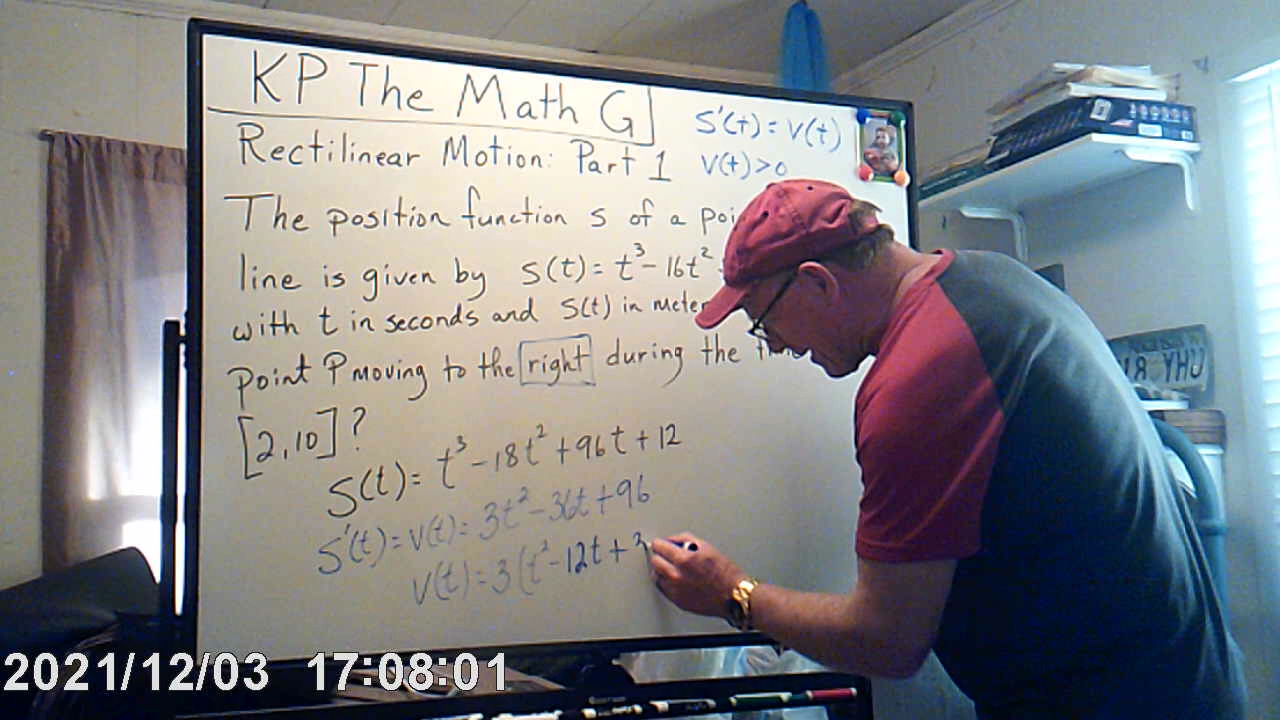 KP The Math G
S'(t) = V(t)
V(t) > 0
Rectilinear Motion: Part 1
The position function s of a poi
line is given by S(t) = t³ - 16t²
with t in seconds and S(t) in meter
point P moving to the right during the
[2,10]?
S(t) = t³ - 18t² + 96t + 12
S'(t) = V(t) = 3t² - 36t + 96
V(t) = 3(t² - 12t + 3
2021/12/03 17:08:01